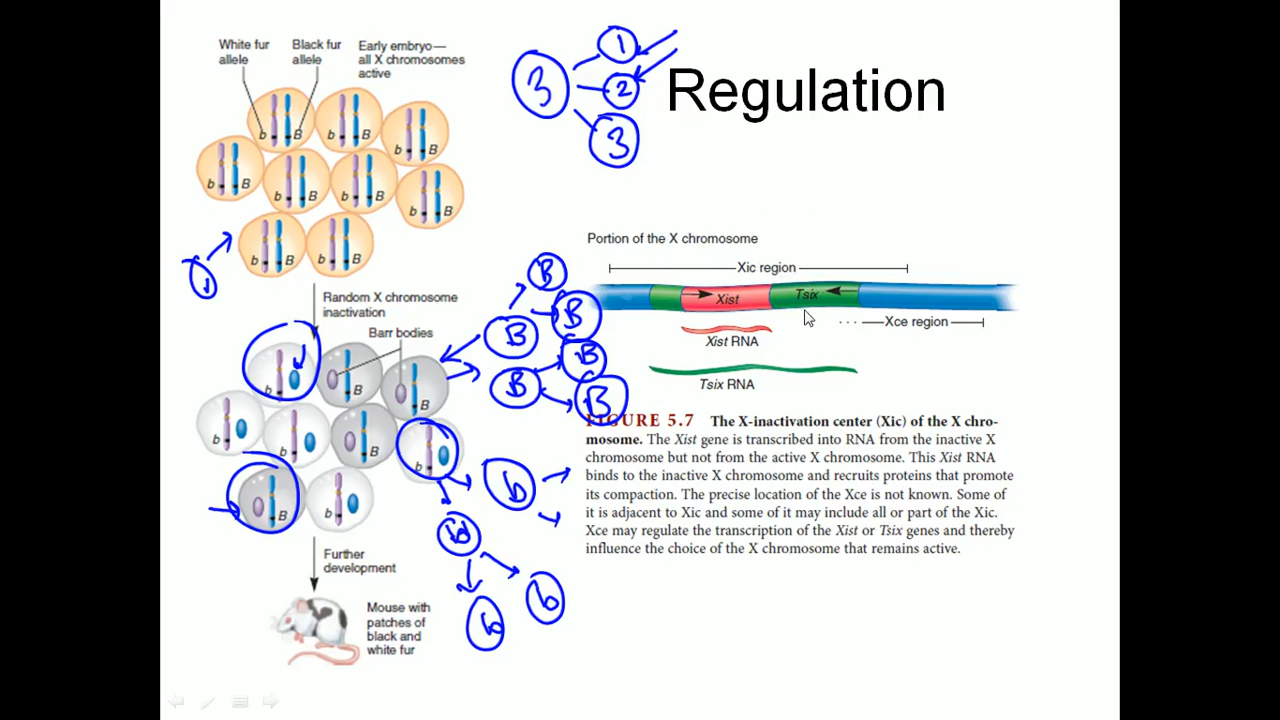 Regulation
3
1
2
3
White fur
allele
Black fur
allele
Early embryo—
all X chromosomes
active
b B
b B
b B
b B
b B
b B
b B
b B
b B
1
Random X chromosome
inactivation
Barr bodies
b
B
B
b
b
B
b
B
b
B
B
B
B
B
B
b
b
b
b
Further
development
Mouse with
patches of
black and
white fur
Portion of the X chromosome
Xic region
Xist
Tsix
Xce region
Xist RNA
Tsix RNA
FIGURE 5.7 The X-inactivation center (Xic) of the X chro-
mosome. The Xist gene is transcribed into RNA from the inactive X
chromosome but not from the active X chromosome. This Xist RNA
binds to the inactive X chromosome and recruits proteins that promote
its compaction. The precise location of the Xce is not known. Some of
it is adjacent to Xic and some of it may include all or part of the Xic.
Xce may regulate the transcription of the Xist or Tsix genes and thereby
influence the choice of the X chromosome that remains active.